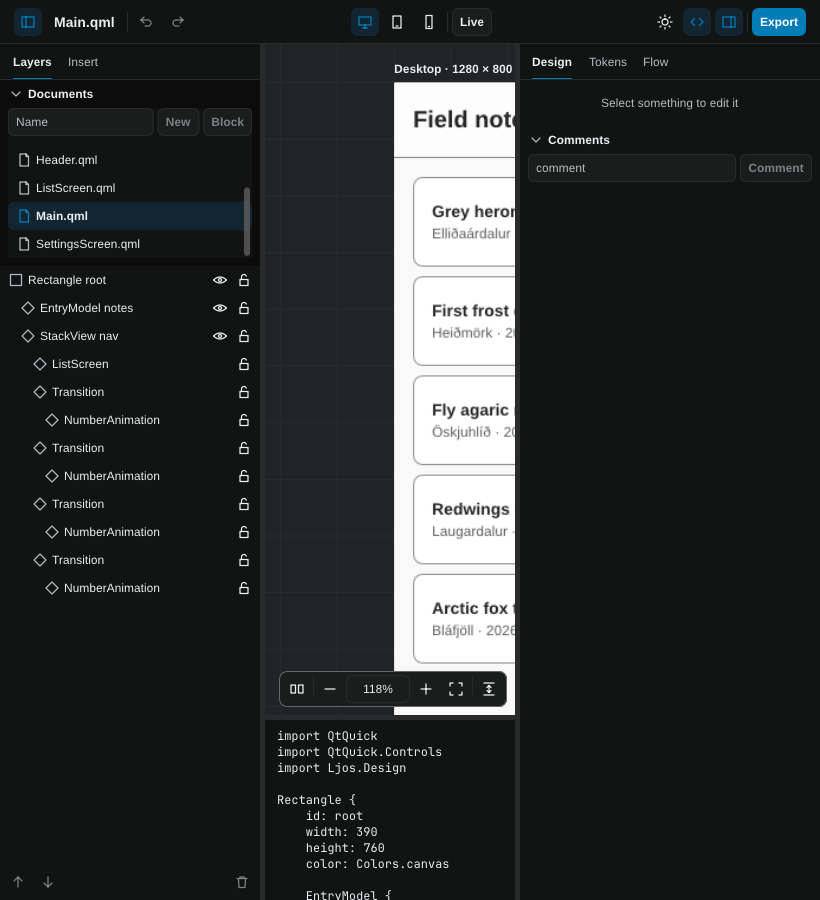 Main.qml
Live
Export
Layers
Insert
Documents
Name
New
Block
Header.qml
ListScreen.qml
Main.qml
SettingsScreen.qml
Rectangle root
EntryModel notes
StackView nav
ListScreen
Transition
NumberAnimation
Transition
NumberAnimation
Transition
NumberAnimation
Transition
NumberAnimation
Desktop · 1280 × 800
Field
Grey heron
Elliðaárdalur
First frost
Heiðmörk ·
Fly agaric
Öskjuhlíð ·
Redwings
Laugardalur ·
Arctic fox
Bláfjöll · 2026
118%
import QtQuick
import QtQuick.Controls
import Ljos.Design
Rectangle {
id: root
width: 390
height: 760
color: Colors.canvas
EntryModel {
Design
Tokens
Flow
Select something to edit it
Comments
comment
Comment